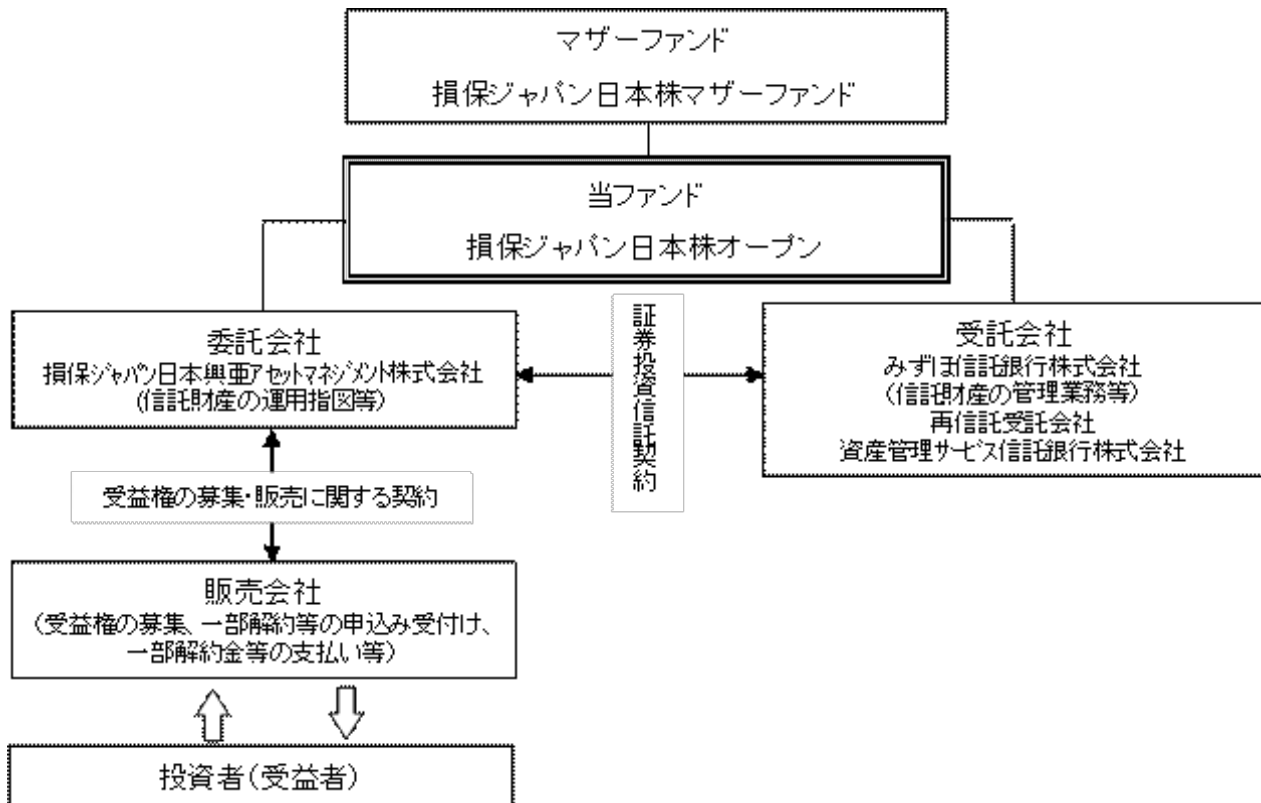 マザーファンド
損保ジャパン日本株マザーファンド
当ファンド
損保ジャパン日本株オープン
委託会社
損保ジャパン日本興亜アセットマネジメント株式会社
(信託財産の運用指図等)
証券投資信託契約
受託会社
みずほ信託銀行株式会社
(信託財産の管理業務等)
再信託受託会社
資産管理サービス信託銀行株式会社
受益権の募集・販売に関する契約
販売会社
(受益権の募集、一部解約等の申込み受付け、
一部解約金等の支払い等)
投資者(受益者)